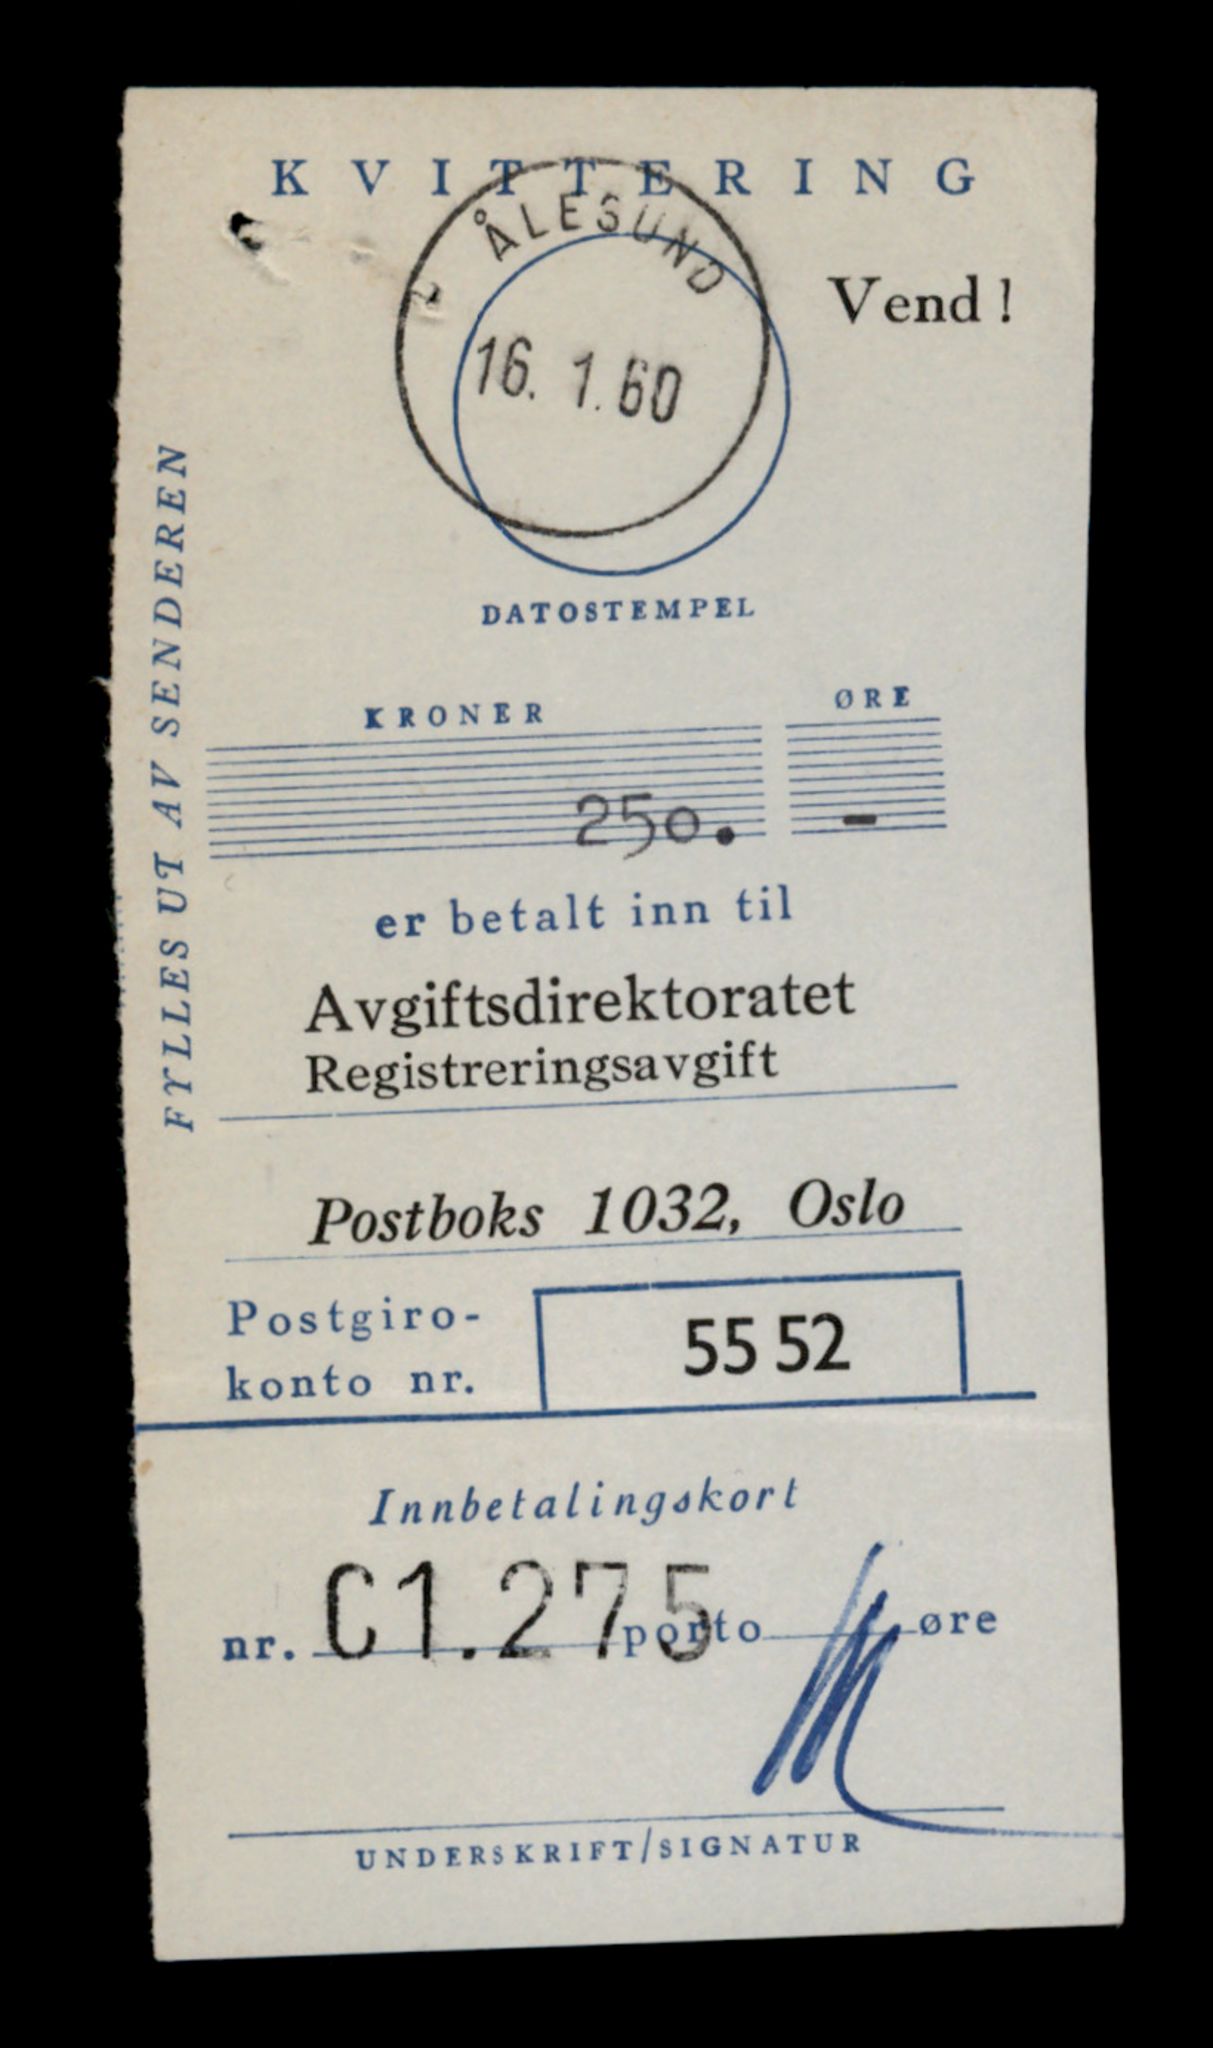 KVITTERING
ÅLESUND
Vend!
16. 1. 60
DATOSTEMPEL
FYLLES UT AV SENDEREN
KRONER ØRE
250. -
er betalt inn til
Avgiftsdirektoratet
Registreringsavgift
Postboks 1032, Oslo
Postgiro-
konto nr. 55 52
Innbetalingskort
nr. C1.275 porto øre
UNDERSKRIFT/SIGNATUR